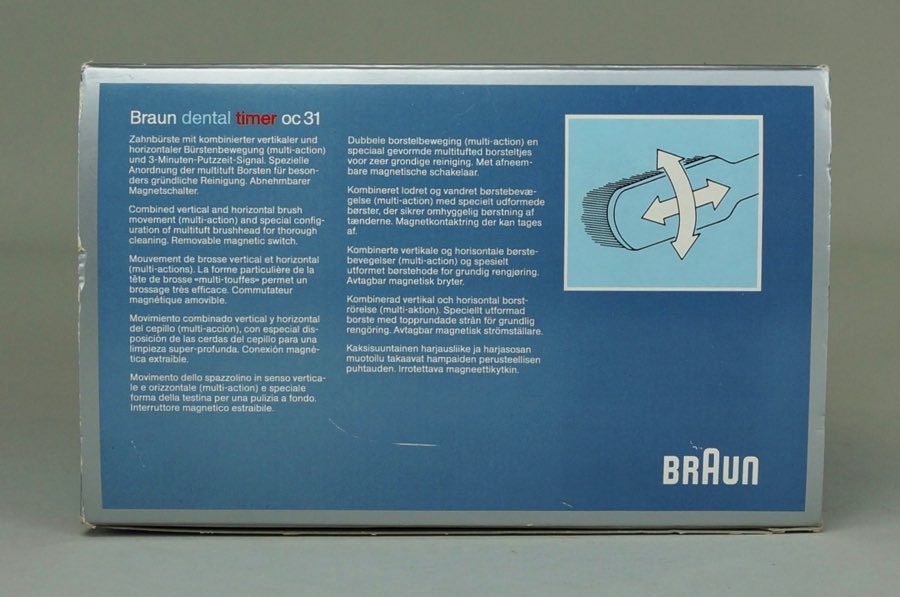 Braun dental timer oc 31
Zahnbürste mit kombinierter vertikaler und
horizontaler Bürstenbewegung (multi-action)
und 3-Minuten-Putzzeit-Signal. Spezielle
Anordnung der multituft Borsten für beson-
ders gründliche Reinigung. Abnehmbarer
Magnetschalter.
Combined vertical and horizontal brush
movement (multi-action) and special config-
uration of multituft brushhead for thorough
cleaning. Removable magnetic switch.
Mouvement de brosse vertical et horizontal
(multi-actions). La forme particulière de la
tête de brosse «multi-touffes» permet un
brossage très efficace. Commutateur
magnétique amovible.
Movimiento combinado vertical y horizontal
del cepillo (multi-acción), con especial dis-
posición de las cerdas del cepillo para una
limpieza super-profunda. Conexión magné-
tica extraible.
Movimento dello spazzolino in senso vertica-
le e orizzontale (multi-action) e speciale
forma della testina per una pulizia a fondo.
Interruttore magnetico estraibile.
Dubbele borstelbeweging (multi-action) en
speciaal gevormde multitufted borsteltjes
voor zeer grondige reiniging. Met afneem-
bare magnetische schakelaar.
Kombineret lodret og vandret børstebevæ-
gelse (multi-action) med specielt udformede
børster, der sikrer omhyggelig børstning af
tænderne. Magnetkontaktring der kan tages
af.
Kombinerte vertikale og horisontale børste-
bevegelser (multi-action) og spesielt
utformet børstehode for grundig rengjøring.
Avtagbar magnetisk bryter.
Kombinerad vertikal och horisontal borst-
rörelse (multi-aktion). Speciellt utformad
borste med topprundade strån för grundlig
rengöring. Avtagbar magnetisk strömställare.
Kaksisuuntainen harjausliike ja harjasosan
muotoilu takaavat hampaiden perusteellisen
puhtauden. Irrotettava magneettikytkin.
BRAUN